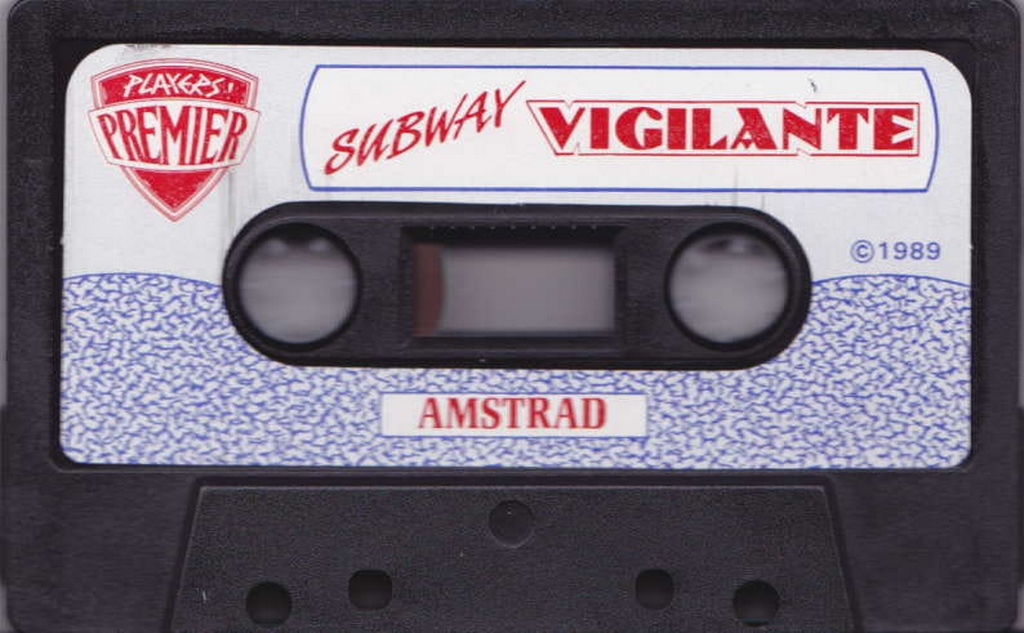 PLAYERS!
PREMIER
SUBWAY VIGILANTE
©1989
AMSTRAD